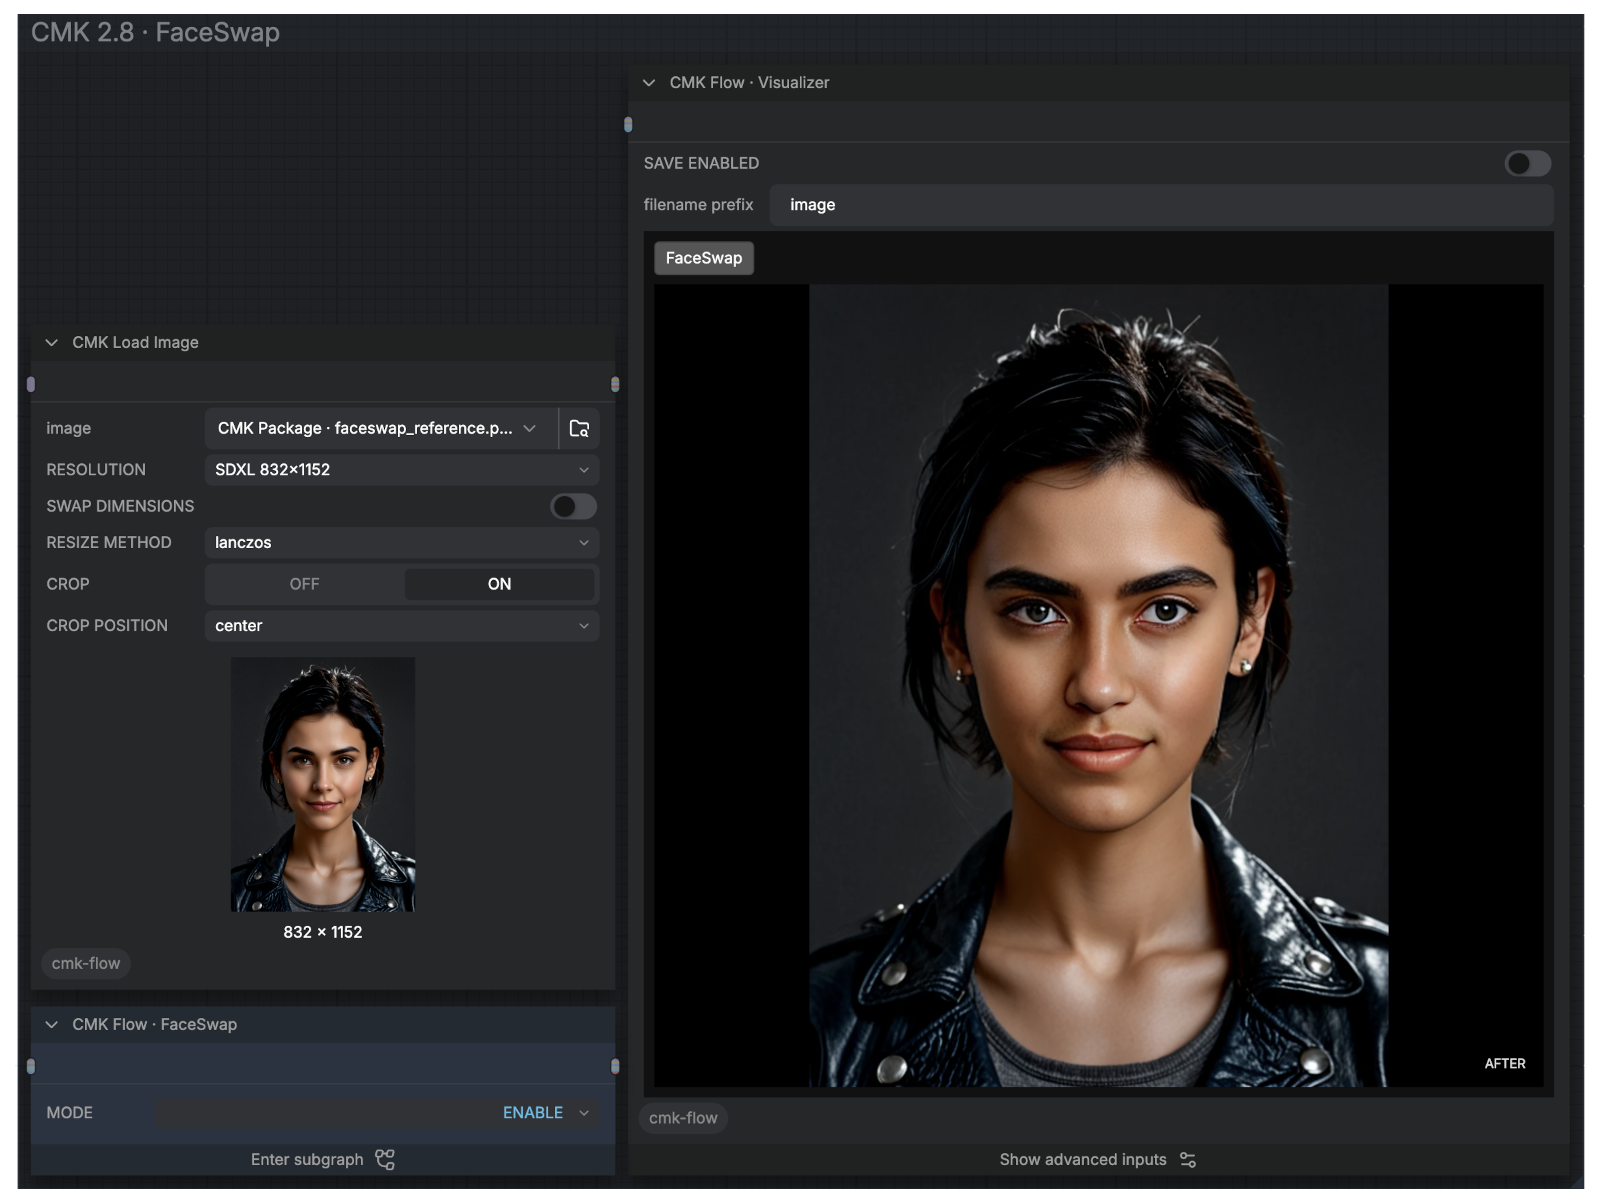 CMK 2.8 · FaceSwap
CMK Load Image
image
CMK Package · faceswap_reference.p...
RESOLUTION
SDXL 832×1152
SWAP DIMENSIONS
RESIZE METHOD
lanczos
CROP
OFF
ON
CROP POSITION
center
832 × 1152
cmk-flow
CMK Flow · FaceSwap
MODE
ENABLE
Enter subgraph
CMK Flow · Visualizer
SAVE ENABLED
filename prefix
image
FaceSwap
AFTER
cmk-flow
Show advanced inputs